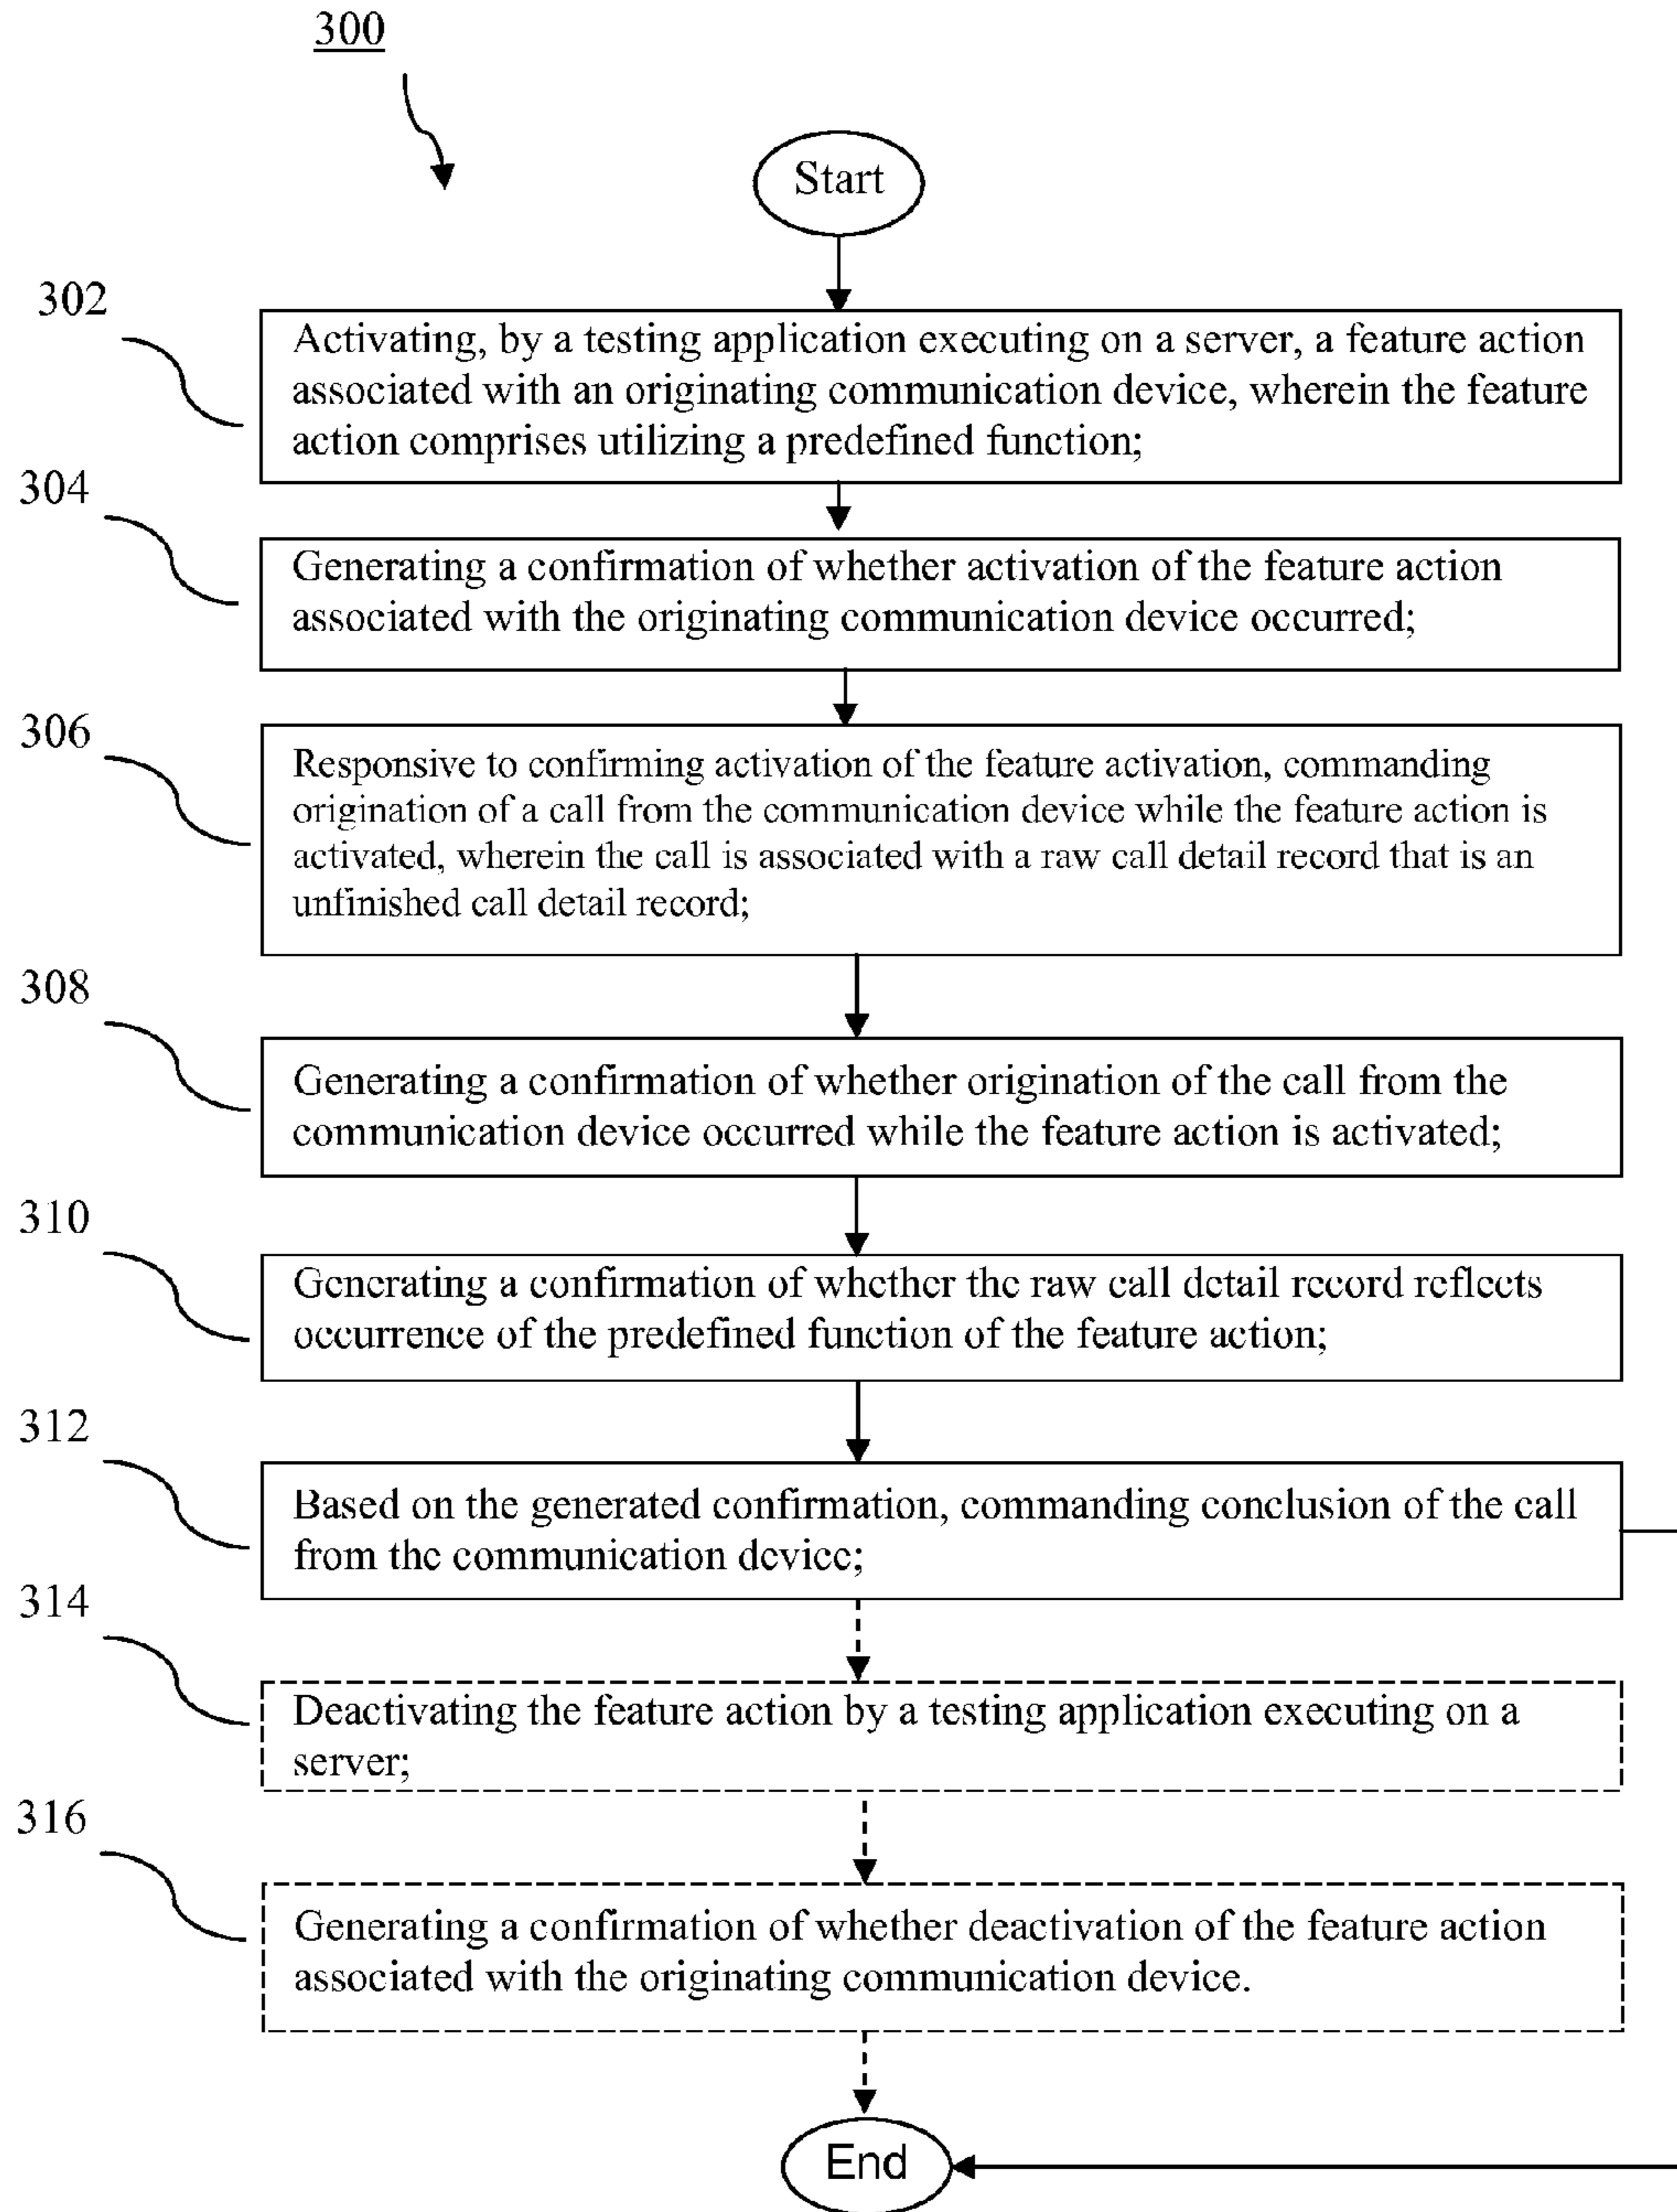 300
Start
302
Activating, by a testing application executing on a server, a feature action
associated with an originating communication device, wherein the feature
action comprises utilizing a predefined function;
304
Generating a confirmation of whether activation of the feature action
associated with the originating communication device occurred;
306
Responsive to confirming activation of the feature activation, commanding
origination of a call from the communication device while the feature action is
activated, wherein the call is associated with a raw call detail record that is an
unfinished call detail record;
308
Generating a confirmation of whether origination of the call from the
communication device occurred while the feature action is activated;
310
Generating a confirmation of whether the raw call detail record reflects
occurrence of the predefined function of the feature action;
312
Based on the generated confirmation, commanding conclusion of the call
from the communication device;
314
Deactivating the feature action by a testing application executing on a
server;
316
Generating a confirmation of whether deactivation of the feature action
associated with the originating communication device.
End